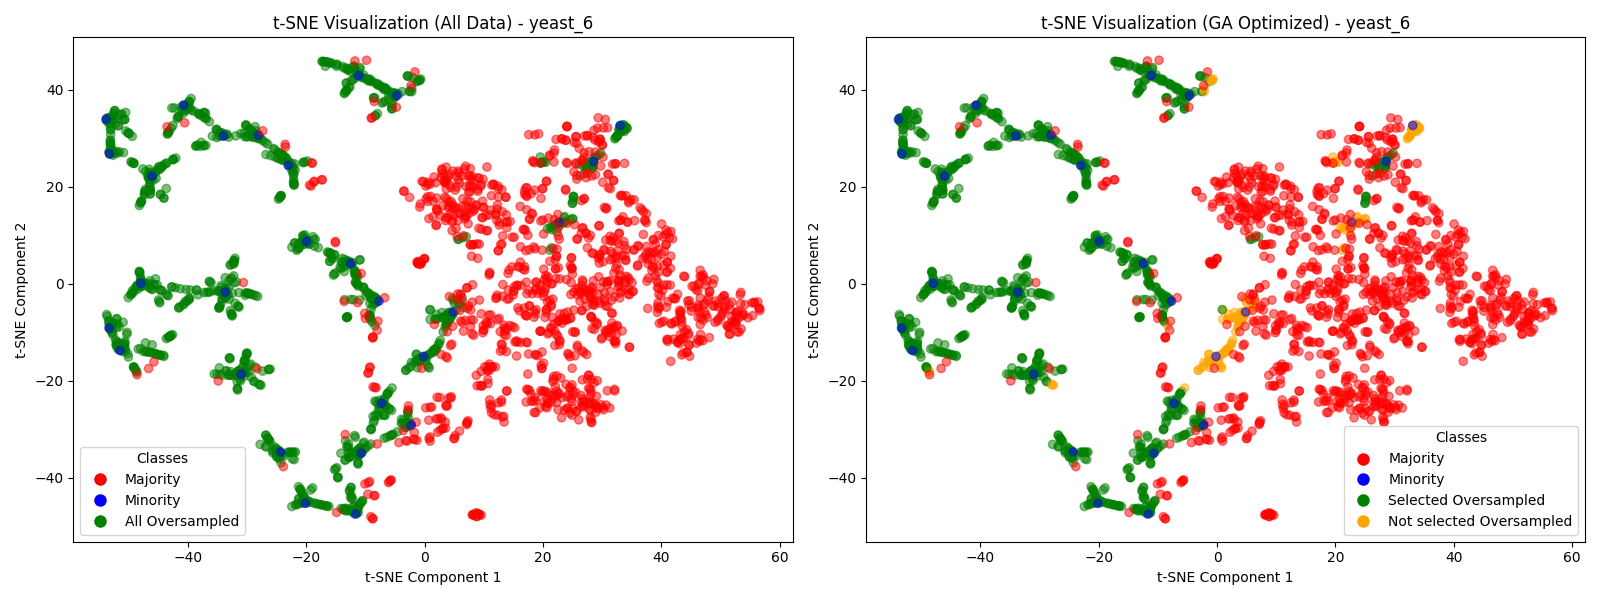 t-SNE Visualization (All Data) - yeast_6
t-SNE Component 2
40
20
0
−20
−40
Classes
Majority
Minority
All Oversampled
−40
−20
0
20
40
60
t-SNE Component 1
t-SNE Visualization (GA Optimized) - yeast_6
t-SNE Component 2
40
20
0
−20
−40
Classes
Majority
Minority
Selected Oversampled
Not selected Oversampled
−40
−20
0
20
40
60
t-SNE Component 1